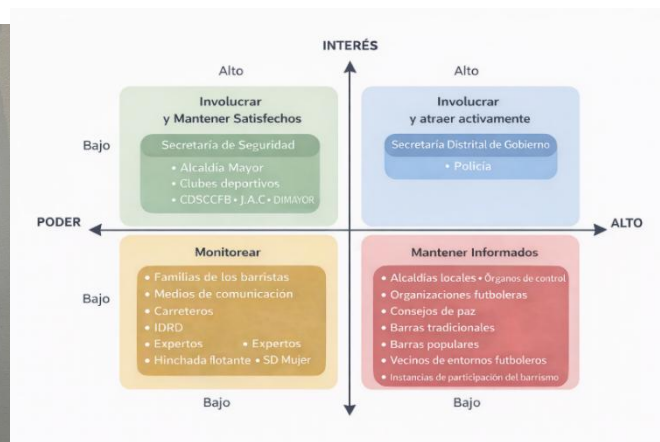 INTERÉS
Alto
Alto
Involucrar
y Mantener Satisfechos
Secretaría de Seguridad
• Alcaldía Mayor
• Clubes deportivos
• CDSCCFB • J.A.C • DIMAYOR
Involucrar
y atraer activamente
Secretaria Distrital de Gobierno
• Policía
Bajo
PODER
ALTO
Monitorear
• Familias de los barristas
• Medios de comunicación
• Carreteros
• IDRD
• Expertos • Expertos
• Hinchada flotante • SD Mujer
Mantener Informados
• Alcaldías locales • Órganos de control
• Organizaciones futboleras
• Consejos de paz
• Barras tradicionales
• Barras populares
• Vecinos de entornos futboleros
• Instancias de participación del barrismo
Bajo
Bajo
Bajo